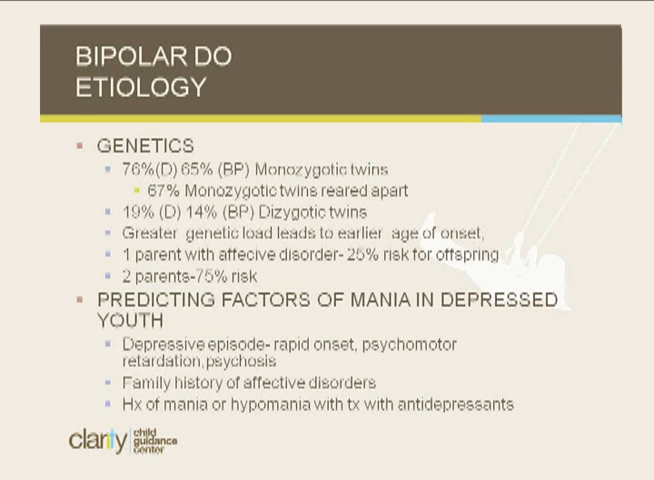 BIPOLAR DO
ETIOLOGY
GENETICS
76%(D) 65% (BP) Monozygotic twins
67% Monozygotic twins reared apart
19% (D) 14% (BP) Dizygotic twins
Greater genetic load leads to earlier age of onset,
1 parent with affecive disorder- 25% risk for offspring
2 parents-75% risk
PREDICTING FACTORS OF MANIA IN DEPRESSED
YOUTH
Depressive episode- rapid onset, psychomotor
retardation,psychosis
Family history of affective disorders
Hx of mania or hypomania with tx with antidepressants
clarity child
guidance
center